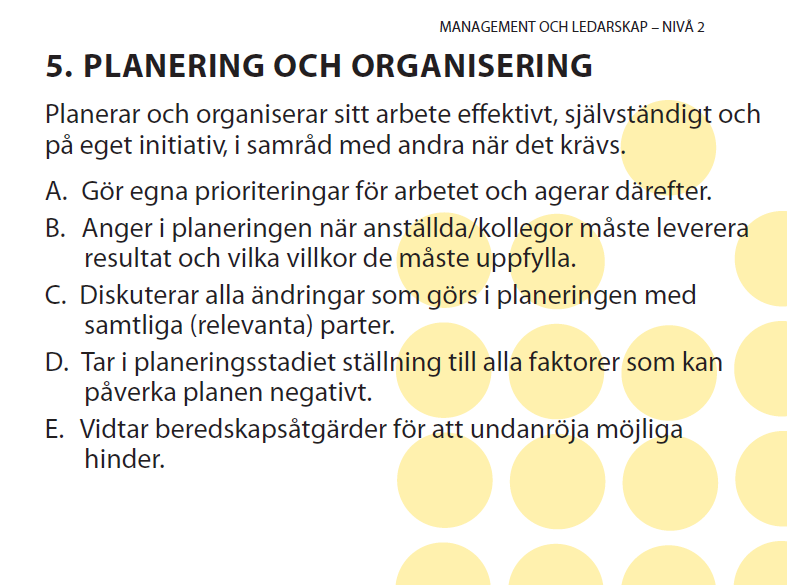 MANAGEMENT OCH LEDARSKAP – NIVÅ 2
5. PLANERING OCH ORGANISERING
Planerar och organiserar sitt arbete effektivt, självständigt och
på eget initiativ, i samråd med andra när det krävs.
A. Gör egna prioriteringar för arbetet och agerar därefter.
B. Anger i planeringen när anställda/kollegor måste leverera
resultat och vilka villkor de måste uppfylla.
C. Diskuterar alla ändringar som görs i planeringen med
samtliga (relevanta) parter.
D. Tar i planeringsstadiet ställning till alla faktorer som kan
påverka planen negativt.
E. Vidtar beredskapsåtgärder för att undanröja möjliga
hinder.